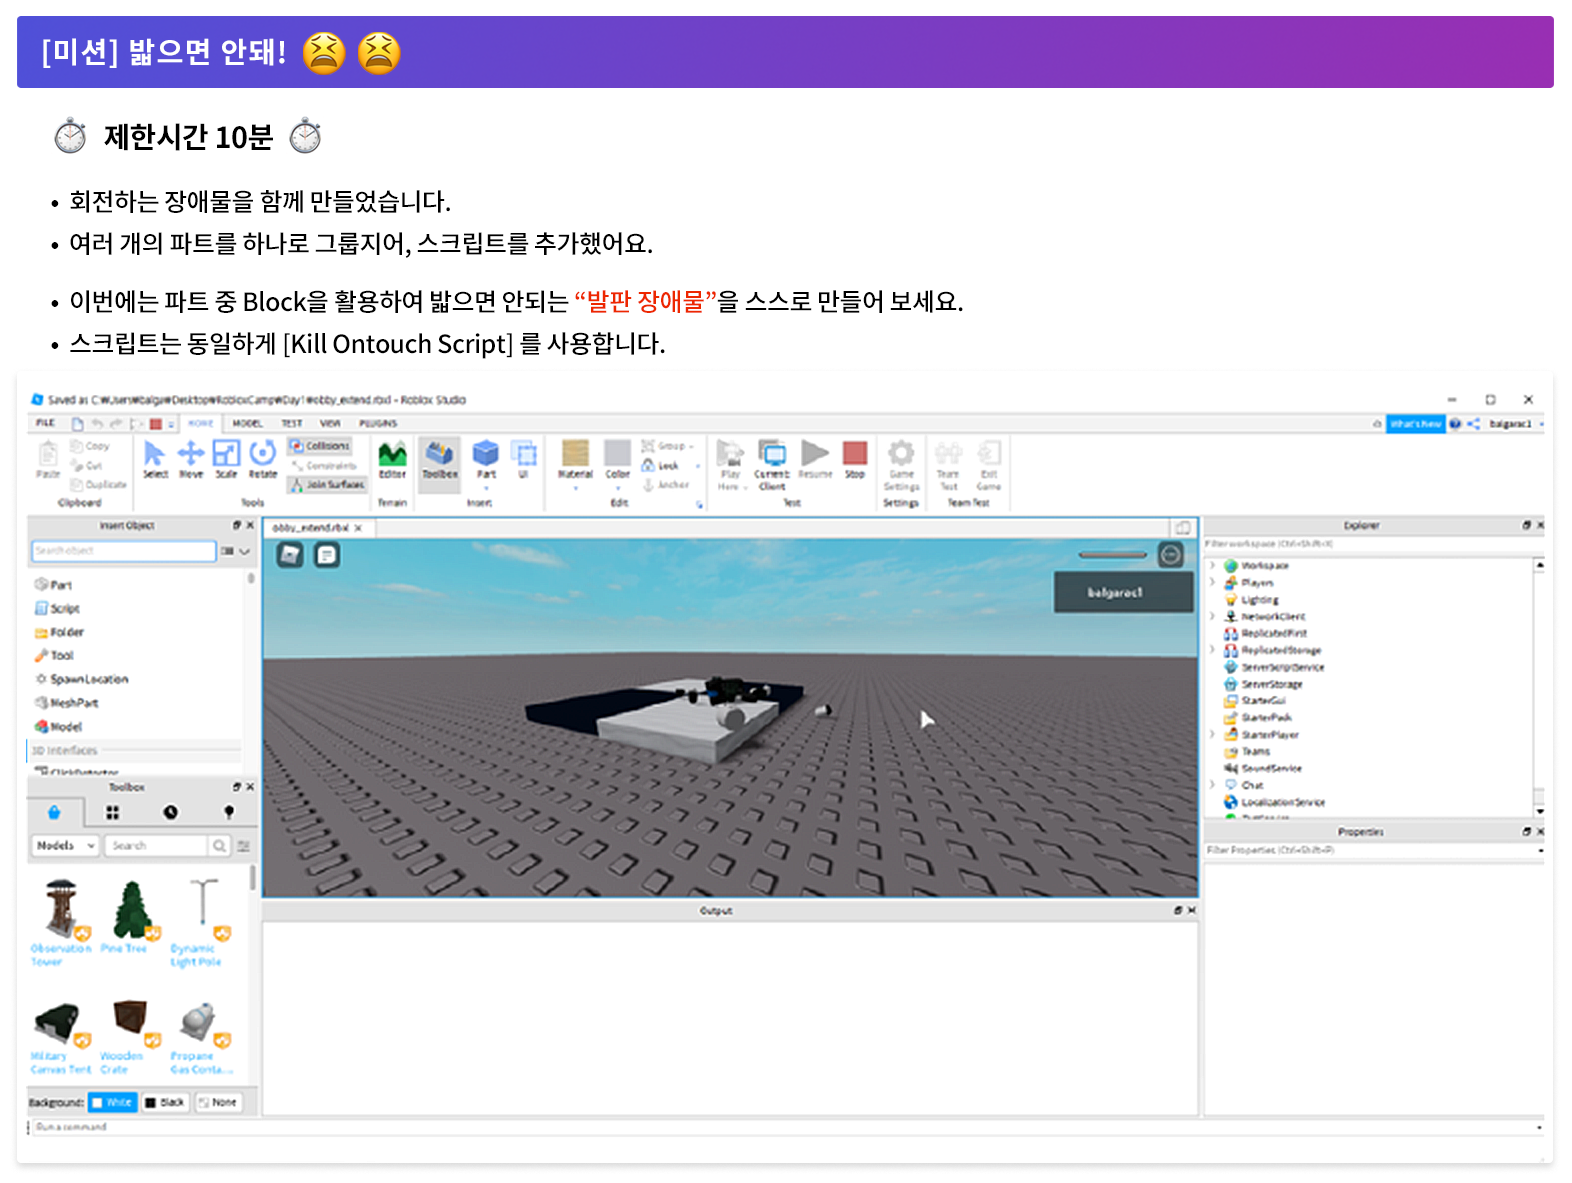 [미션] 밟으면 안돼!
제한시간 10분
• 회전하는 장애물을 함께 만들었습니다.
• 여러 개의 파트를 하나로 그룹지어, 스크립트를 추가했어요.
• 이번에는 파트 중 Block을 활용하여 밟으면 안되는 “발판 장애물”을 스스로 만들어 보세요.
• 스크립트는 동일하게 [Kill Ontouch Script] 를 사용합니다.
Saved as C:₩Users₩balga₩Desktop₩RobloxCamp₩Day1₩obby_extend.rbxl - Roblox Studio
FILE HOME MODEL TEST VIEW PLUGINS What's New balgarac1
Paste Copy Cut Duplicate Select Move Scale Rotate Collisions Constraints Join Surfaces Editor Toolbox Part UI Material Color Group Lock Anchor Play Here Current Client Resume Stop Game Settings Team Test Exit Game
Clipboard Tools Terrain Insert Edit Test Settings Team Test
Insert Object
Search object
Part
Script
Folder
Tool
SpawnLocation
MeshPart
Model
3D Interfaces
ClickDetector
Toolbox
Models Search
Observation Tower
Pine Tree
Dynamic Light Pole
Military Canvas Tent
Wooden Crate
Propane Gas Conta...
Background: White Black None
Run a command
obby_extend.rbxl
balgarac1
Output
Explorer
Filter workspace (Ctrl+Shift+X)
Workspace
Players
Lighting
NetworkClient
ReplicatedFirst
ReplicatedStorage
ServerScriptService
ServerStorage
StarterGui
StarterPack
StarterPlayer
Teams
SoundService
Chat
LocalizationService
Properties
Filter Properties (Ctrl+Shift+P)